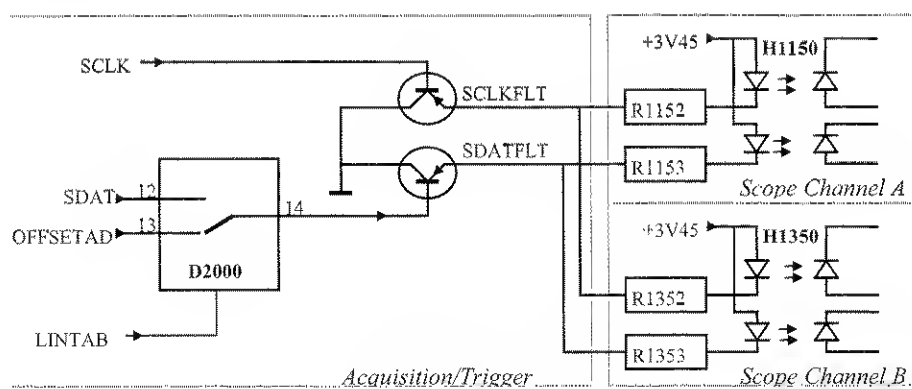 +3V45
H1150
SCLK
SCLKFLT
R1152
SDATFLT
R1153
Scope Channel A
SDAT
12
14
OFFSETAD
13
D2000
+3V45
H1350
R1352
LINTAB
R1353
Acquisition/Trigger
Scope Channel B